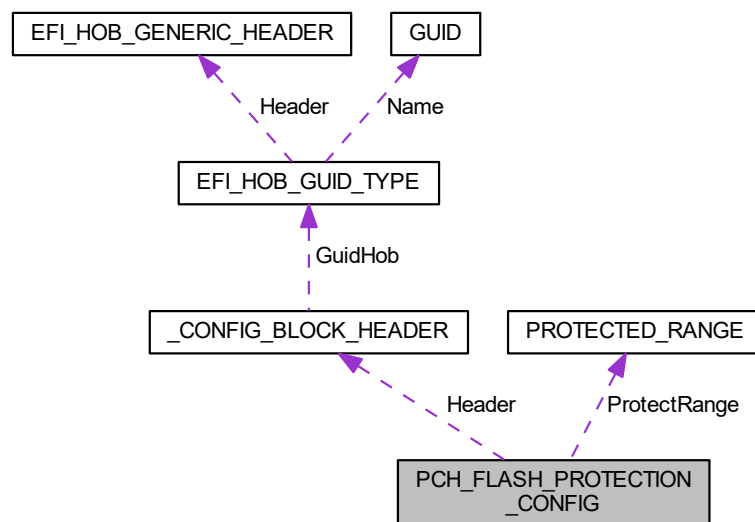 EFI_HOB_GENERIC_HEADER
GUID
Header
Name
EFI_HOB_GUID_TYPE
GuidHob
_CONFIG_BLOCK_HEADER
PROTECTED_RANGE
Header
ProtectRange
PCH_FLASH_PROTECTION
_CONFIG